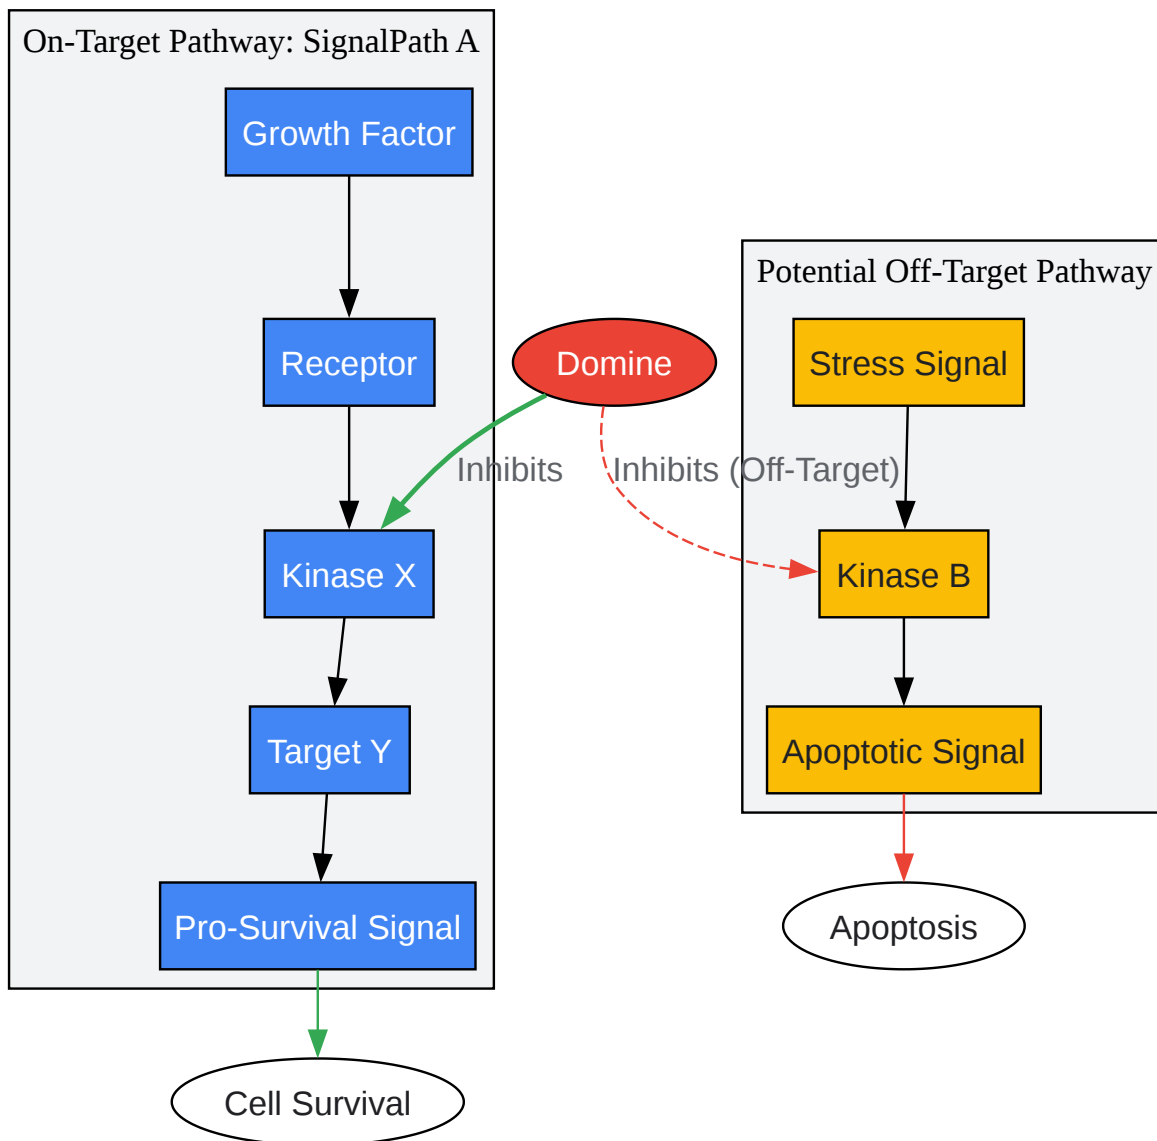 On-Target Pathway: SignalPath A
Growth Factor
Receptor
Kinase X
Target Y
Pro-Survival Signal
Cell Survival
Domine
Inhibits
Inhibits (Off-Target)
Potential Off-Target Pathway
Stress Signal
Kinase B
Apoptotic Signal
Apoptosis